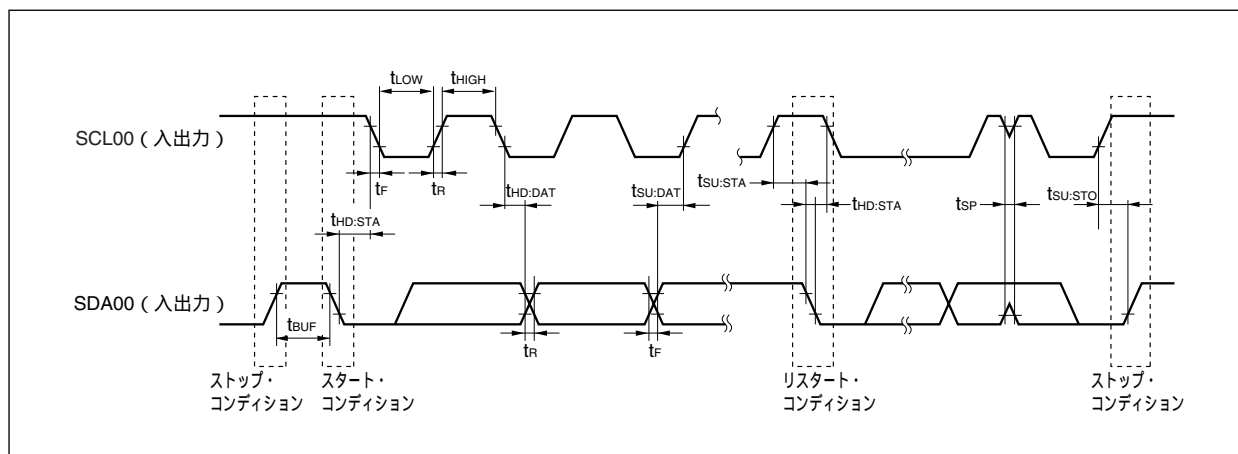 tLOW
tHIGH
SCL00（入出力）
tF
tR
tHD:DAT
tSU:DAT
tSU:STA
tHD:STA
tSP
tSU:STO
tHD:STA
SDA00（入出力）
tBUF
tR
tF
ストップ・
コンディション
スタート・
コンディション
リスタート・
コンディション
ストップ・
コンディション